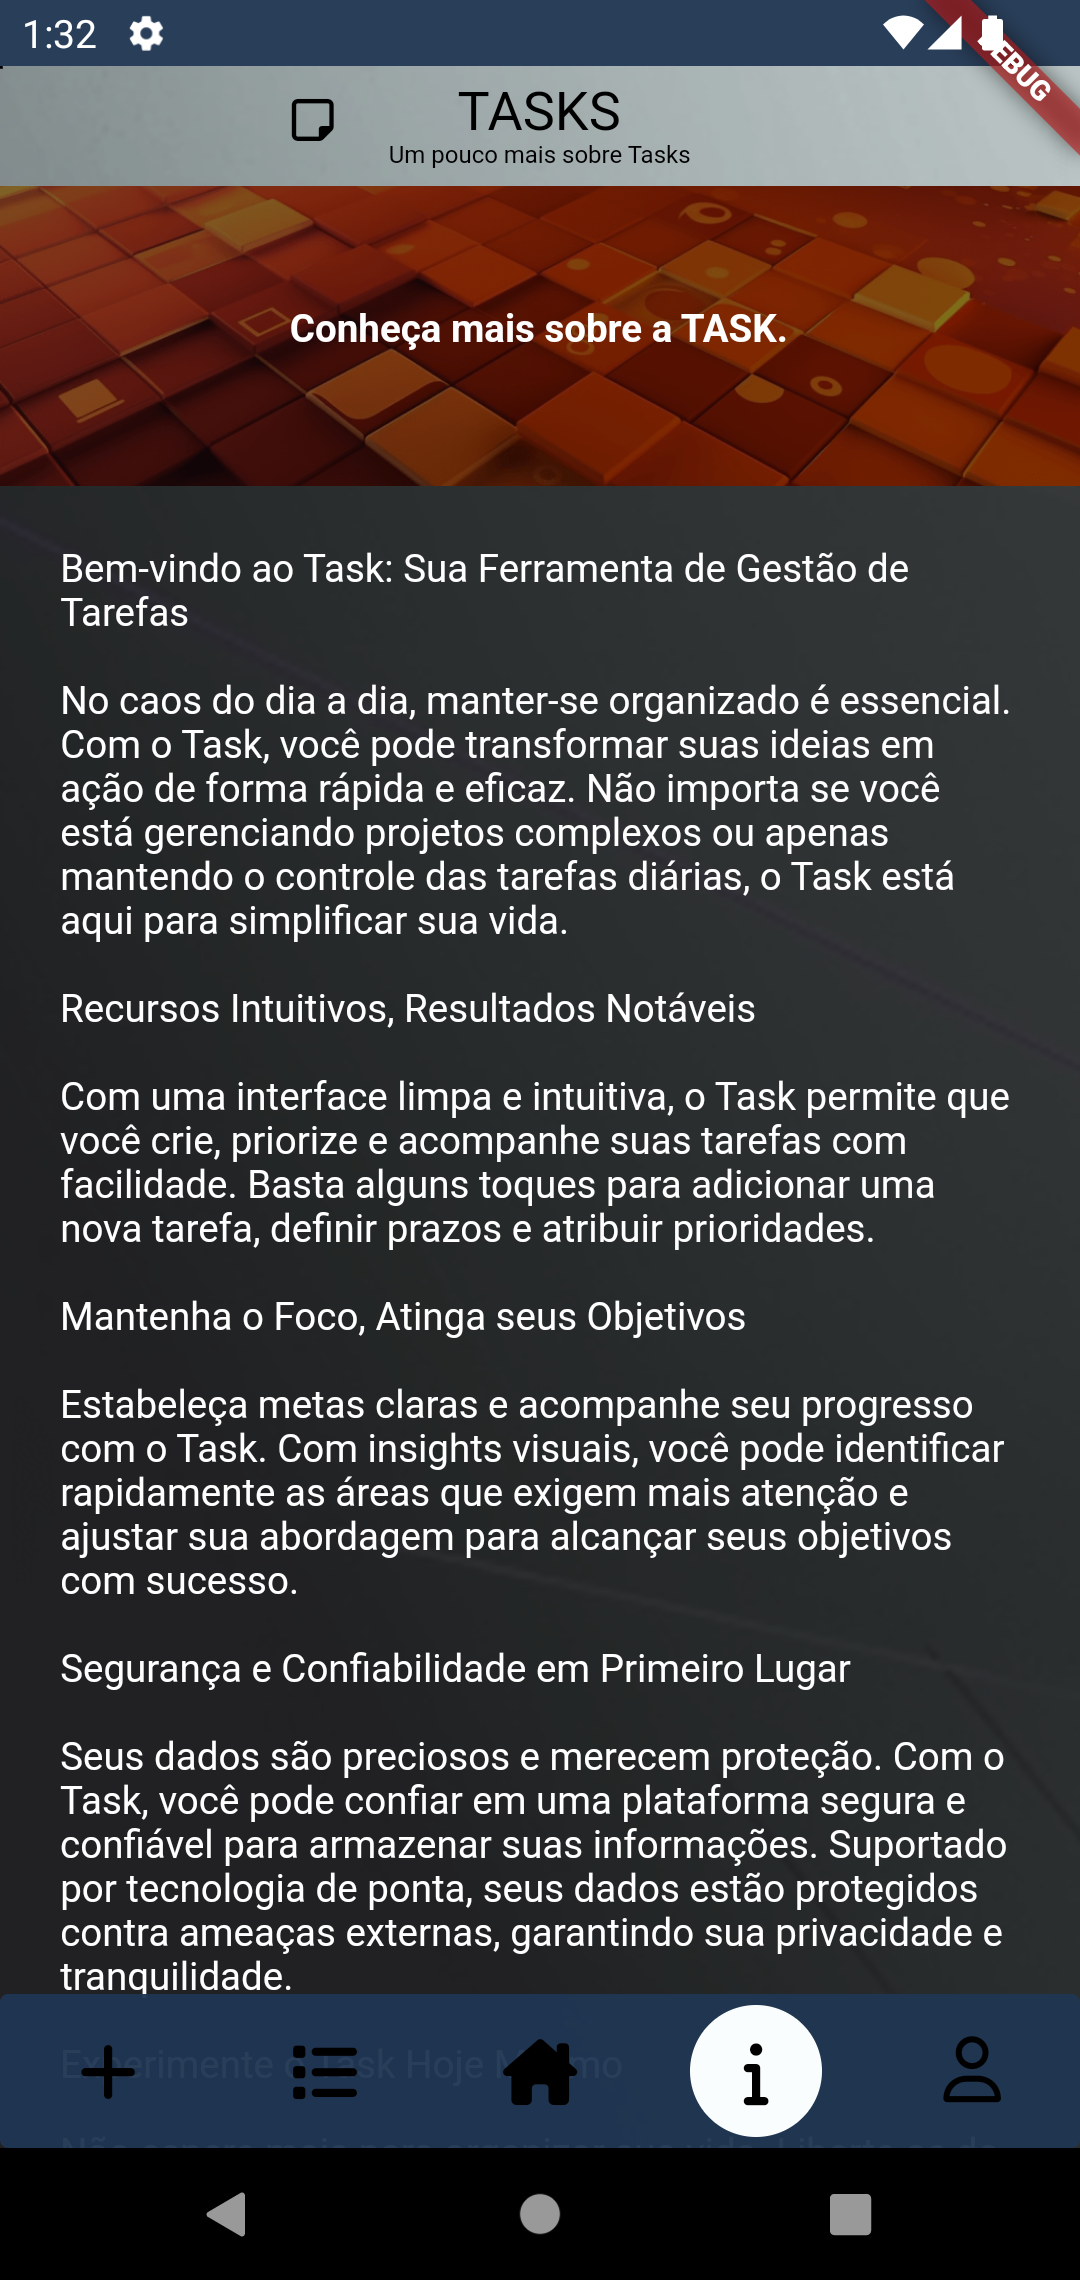 1:32
DEBUG
TASKS
Um pouco mais sobre Tasks
Conheça mais sobre a TASK.
Bem-vindo ao Task: Sua Ferramenta de Gestão de
Tarefas
No caos do dia a dia, manter-se organizado é essencial.
Com o Task, você pode transformar suas ideias em
ação de forma rápida e eficaz. Não importa se você
está gerenciando projetos complexos ou apenas
mantendo o controle das tarefas diárias, o Task está
aqui para simplificar sua vida.
Recursos Intuitivos, Resultados Notáveis
Com uma interface limpa e intuitiva, o Task permite que
você crie, priorize e acompanhe suas tarefas com
facilidade. Basta alguns toques para adicionar uma
nova tarefa, definir prazos e atribuir prioridades.
Mantenha o Foco, Atinga seus Objetivos
Estabeleça metas claras e acompanhe seu progresso
com o Task. Com insights visuais, você pode identificar
rapidamente as áreas que exigem mais atenção e
ajustar sua abordagem para alcançar seus objetivos
com sucesso.
Segurança e Confiabilidade em Primeiro Lugar
Seus dados são preciosos e merecem proteção. Com o
Task, você pode confiar em uma plataforma segura e
confiável para armazenar suas informações. Suportado
por tecnologia de ponta, seus dados estão protegidos
contra ameaças externas, garantindo sua privacidade e
tranquilidade.
Experimente o Task Hoje Mesmo